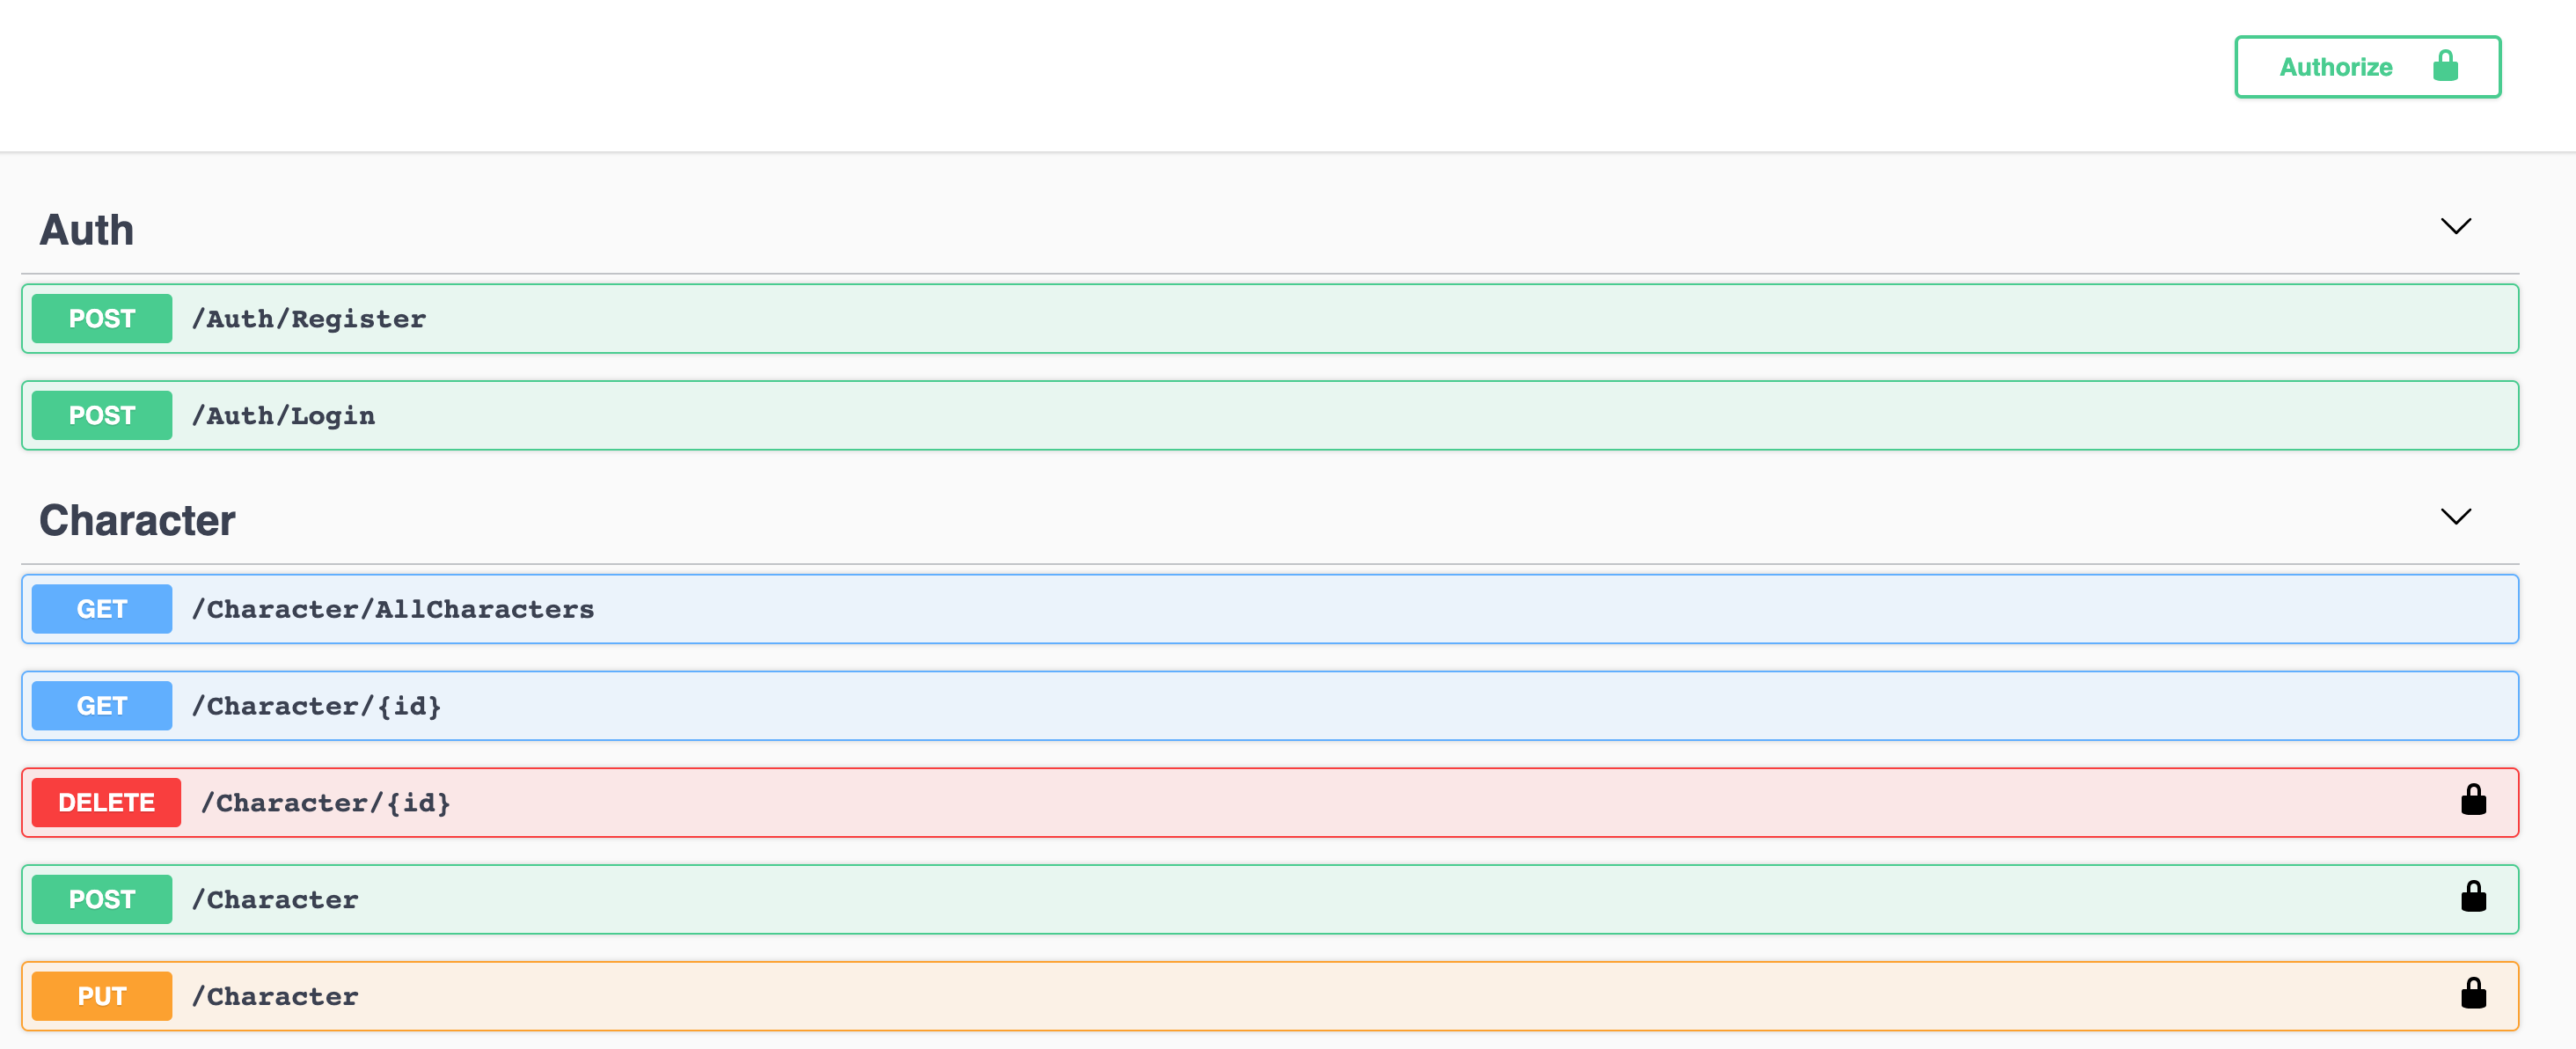 Authorize
Auth
POST /Auth/Register
POST /Auth/Login
Character
GET /Character/AllCharacters
GET /Character/{id}
DELETE /Character/{id}
POST /Character
PUT /Character